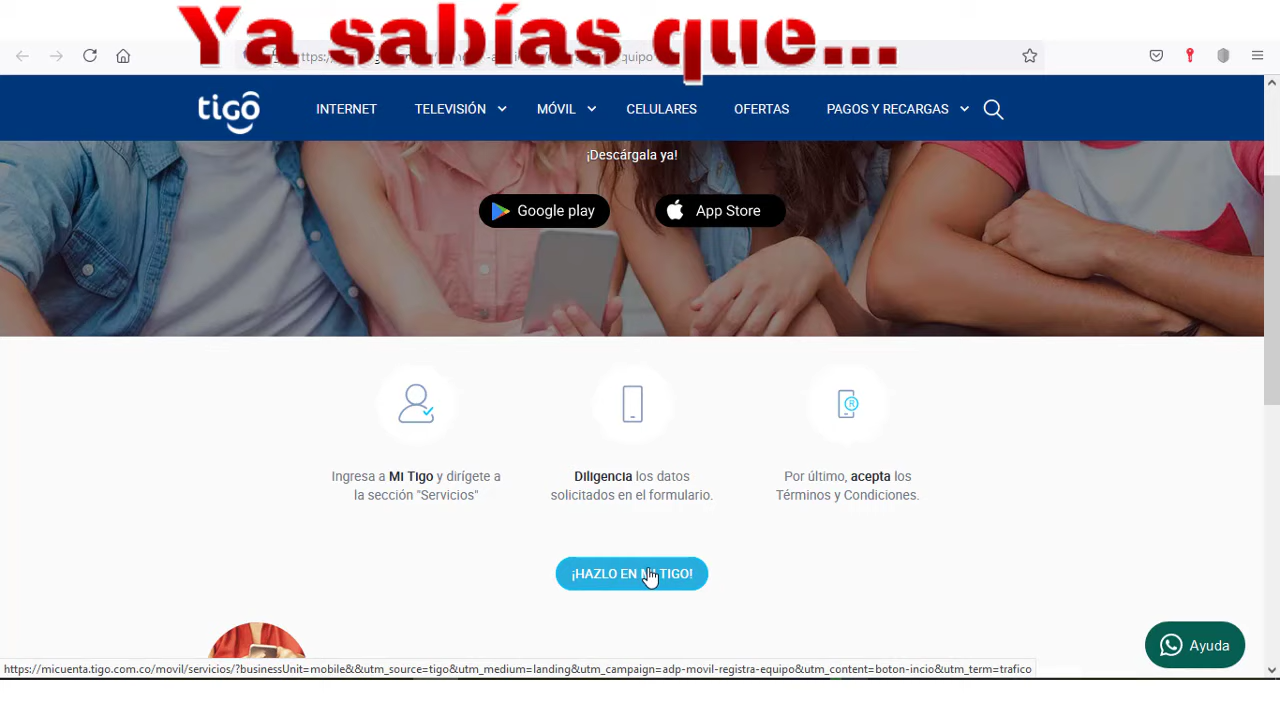 Ya sabías que...
tigo
INTERNET
TELEVISIÓN
MÓVIL
CELULARES
OFERTAS
PAGOS Y RECARGAS
¡Descárgala ya!
Google play
App Store
Ingresa a Mi Tigo y dirígete a
la sección "Servicios"
Diligencia los datos
solicitados en el formulario.
Por último, acepta los
Términos y Condiciones.
¡HAZLO EN MI TIGO!
Ayuda
https://micuenta.tigo.com.co/movil/servicios/?businessUnit=mobile&&utm_source=tigo&utm_medium=landing&utm_campaign=adp-movil-registra-equipo&utm_content=boton-incio&utm_term=trafico